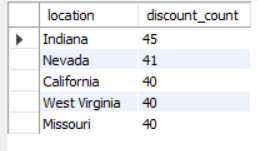 location discount_count
Indiana 45
Nevada 41
California 40
West Virginia 40
Missouri 40